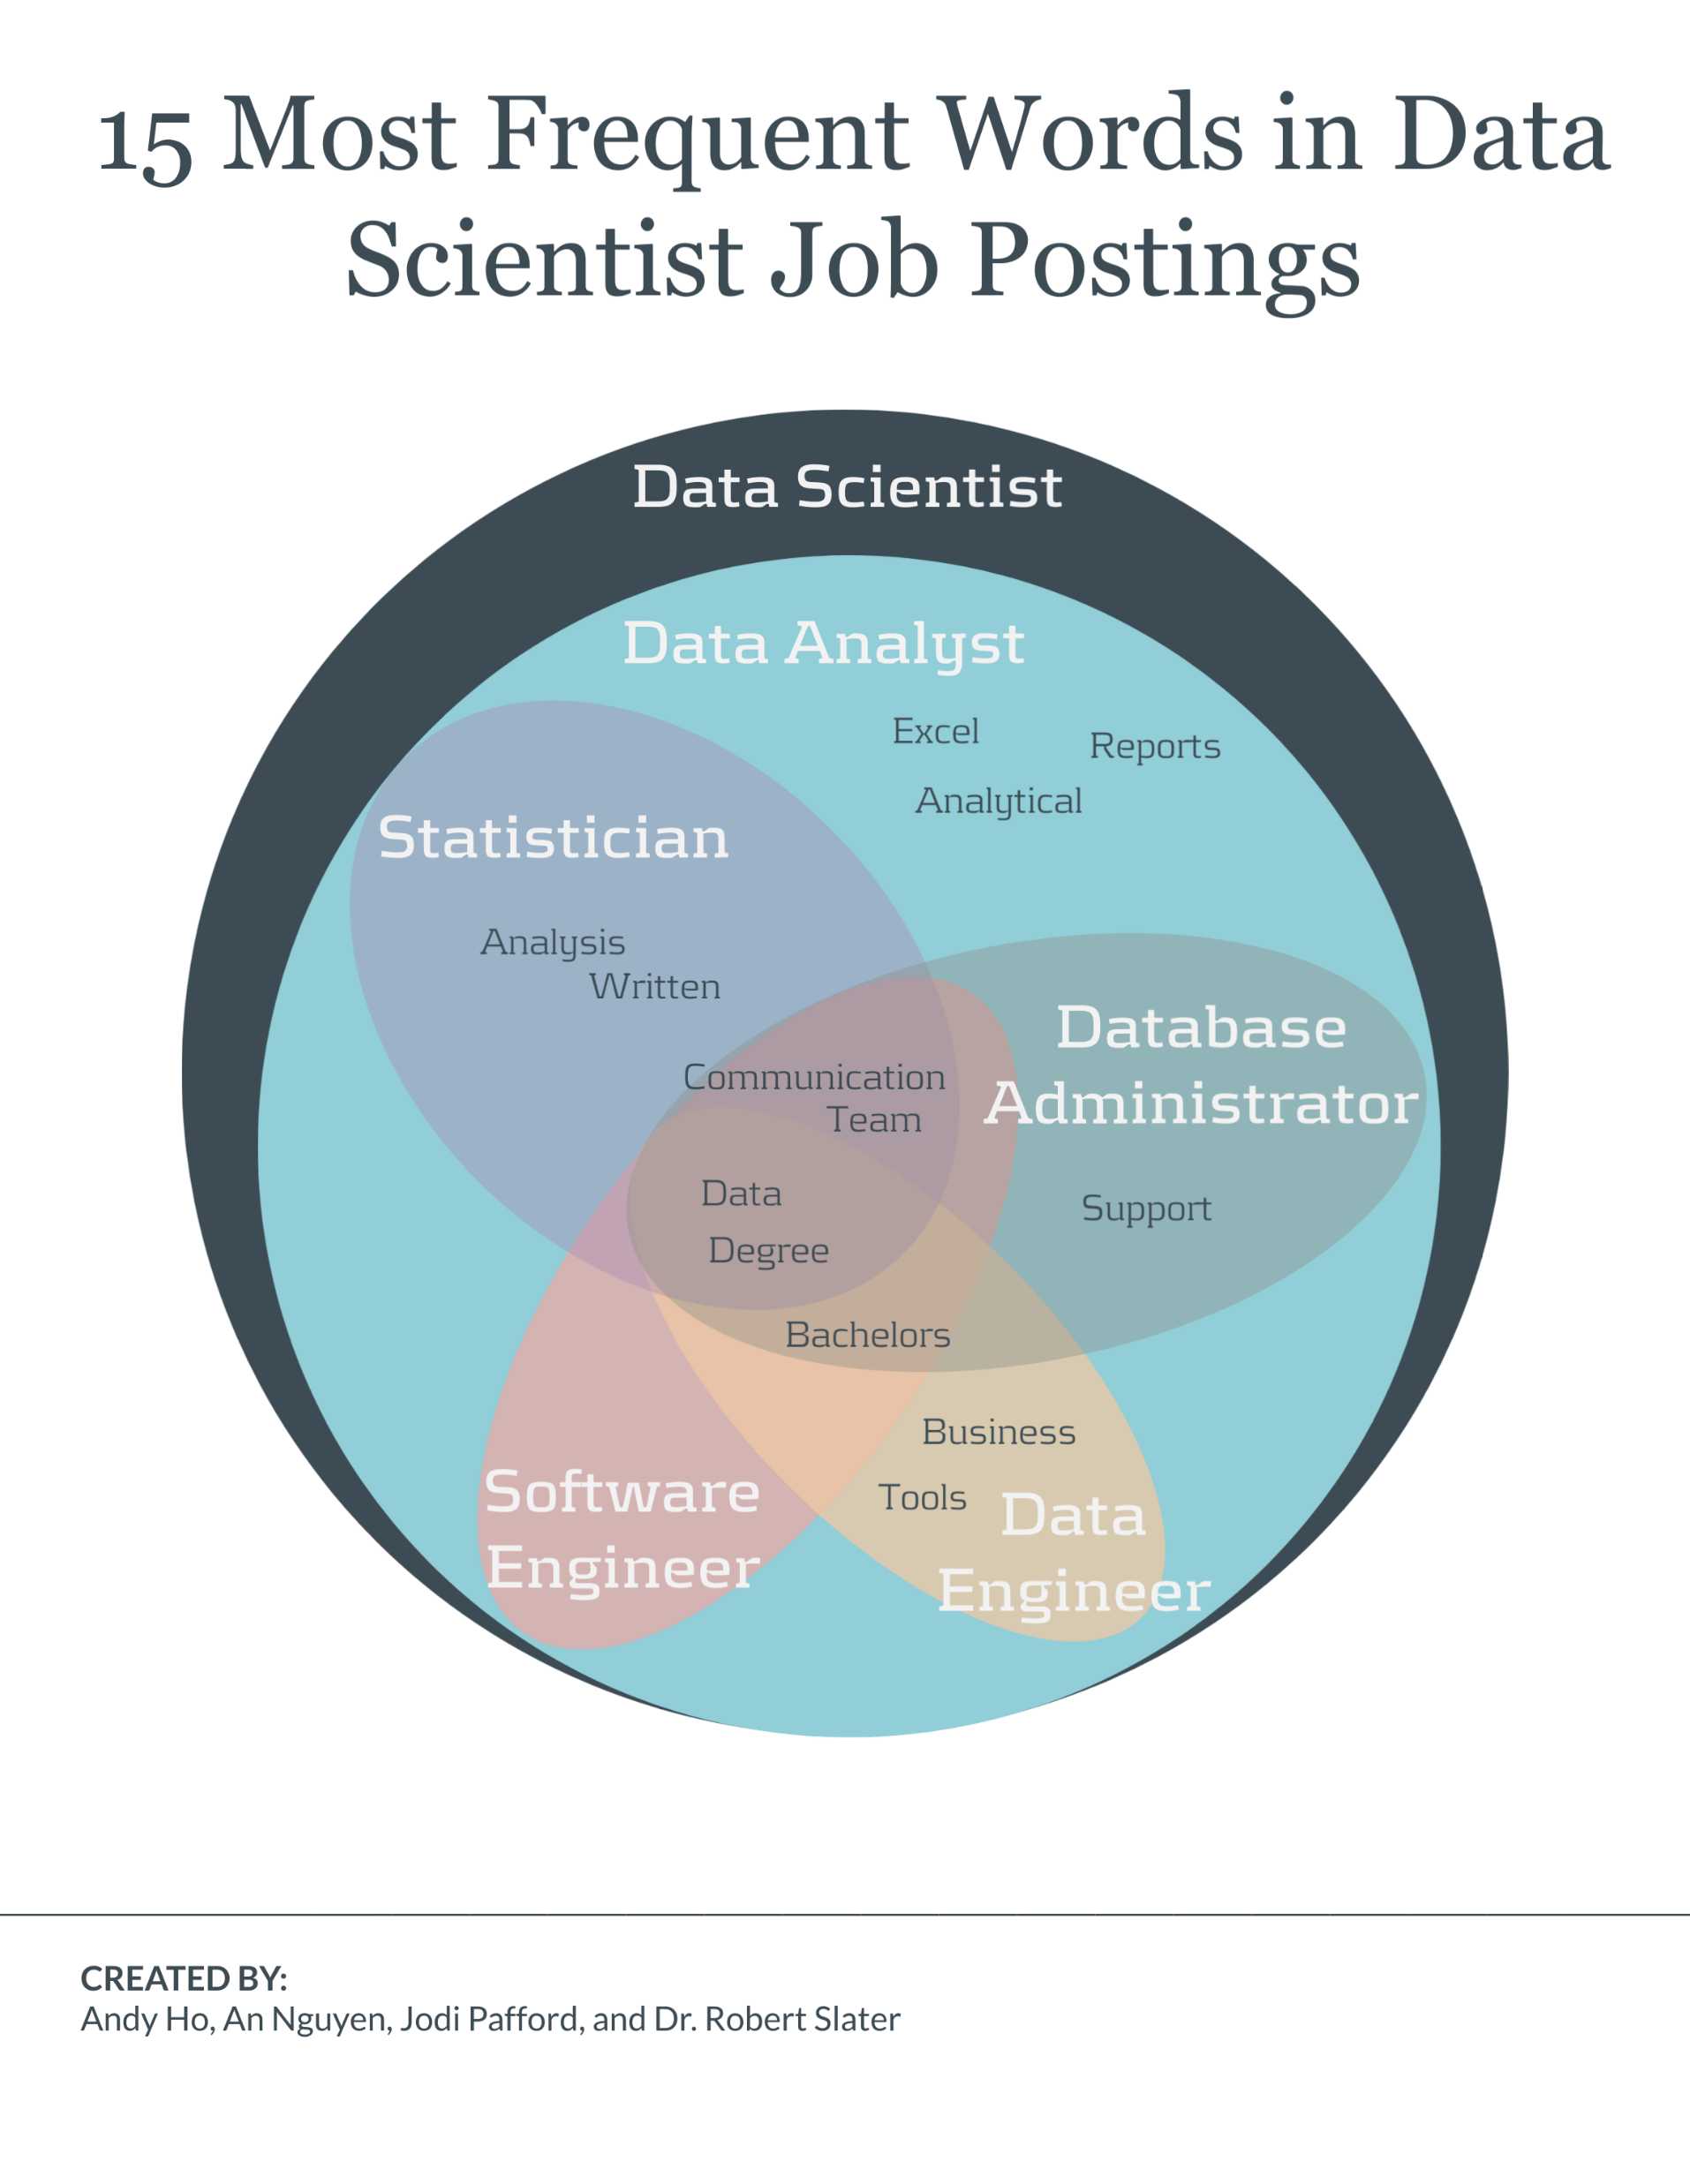 15 Most Frequent Words in Data
Scientist Job Postings
Data Scientist
Data Analyst
Excel
Reports
Analytical
Statistician
Analysis
Written
Database
Administrator
Communication
Team
Data
Degree
Support
Bachelors
Business
Tools
Software
Engineer
Data
Engineer
CREATED BY:
Andy Ho, An Nguyen, Jodi Pafford, and Dr. Robert Slater